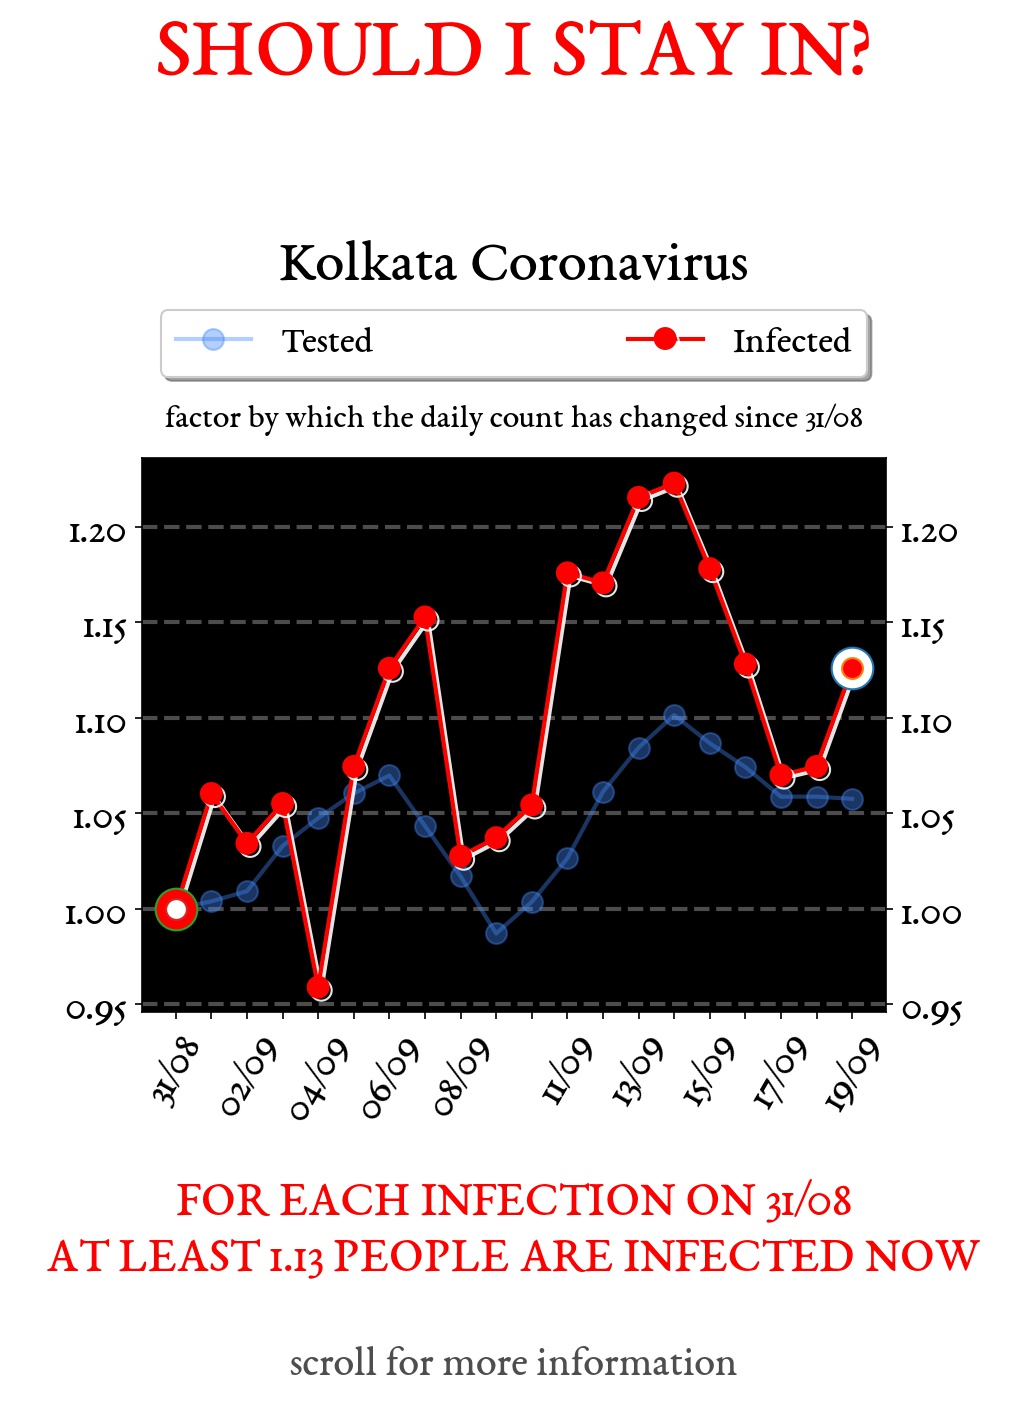 SHOULD I STAY IN?
Kolkata Coronavirus
Tested Infected
factor by which the daily count has changed since 31/08
1.20 1.20
1.15 1.15
1.10 1.10
1.05 1.05
1.00 1.00
0.95 0.95
31/08 02/09 04/09 06/09 08/09 11/09 13/09 15/09 17/09 19/09
FOR EACH INFECTION ON 31/08
AT LEAST 1.13 PEOPLE ARE INFECTED NOW
scroll for more information